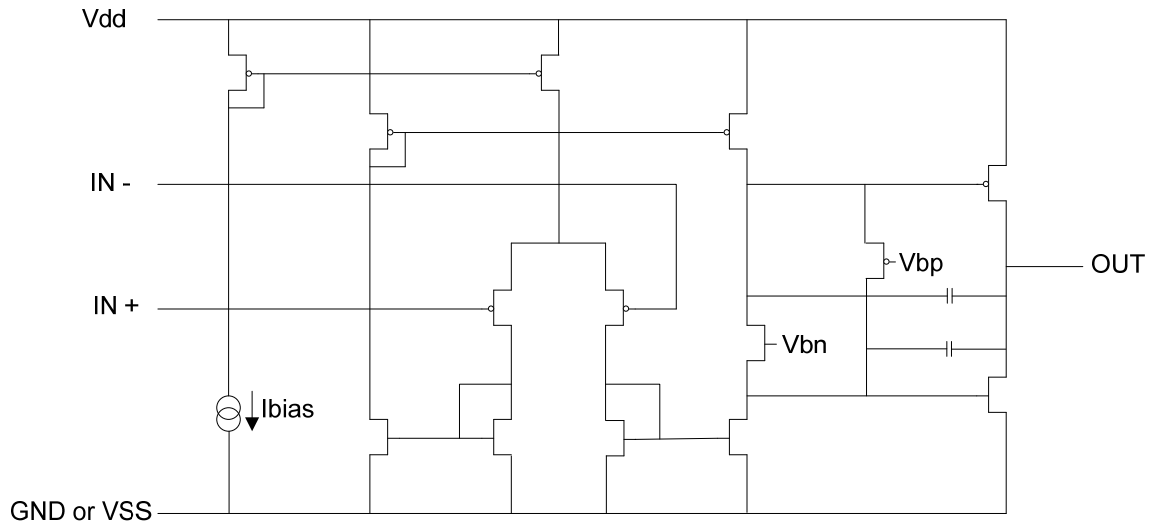 Vdd
IN -
Vbp
OUT
IN +
Vbn
Ibias
GND or VSS